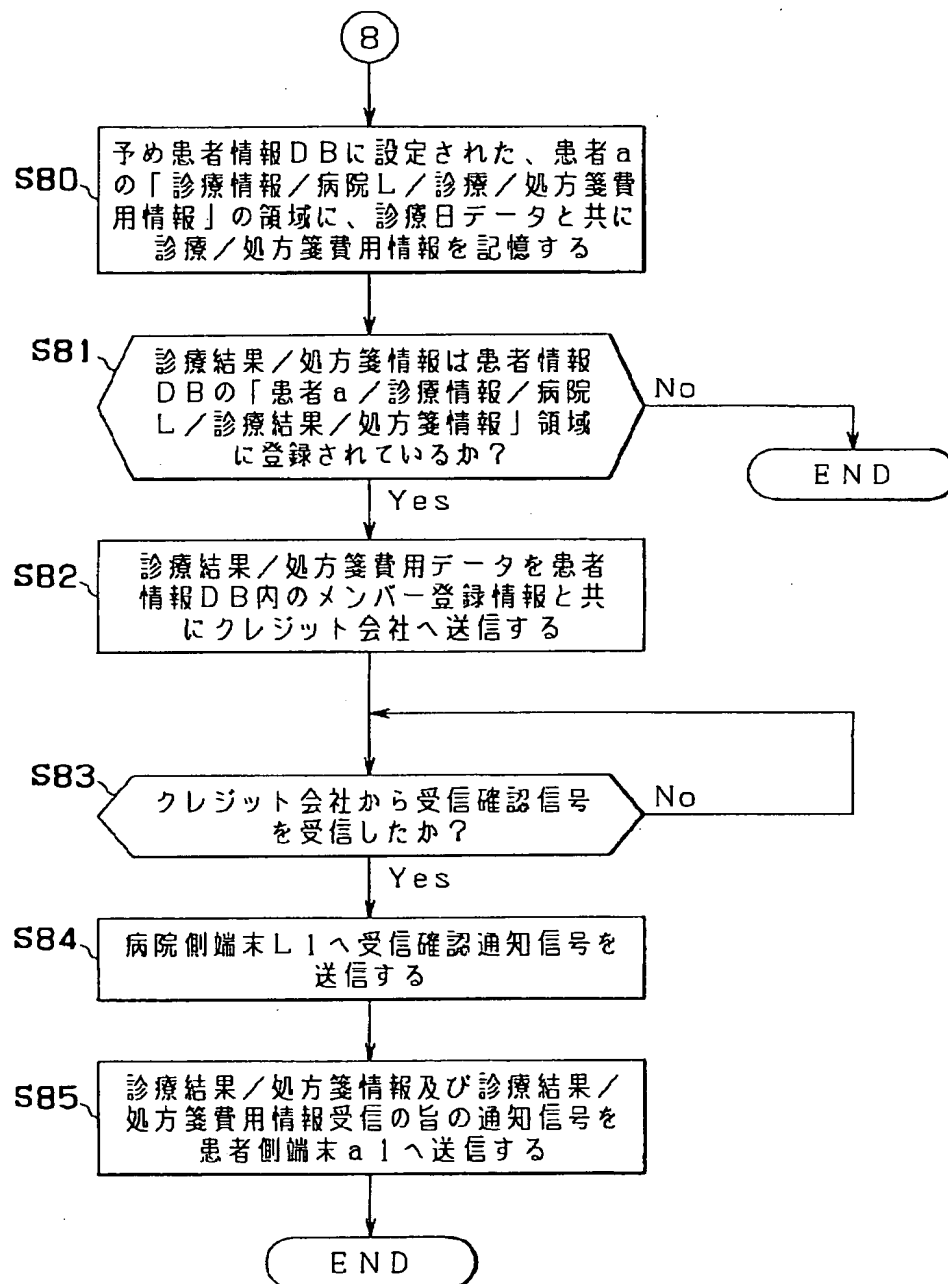 8
S80
予め患者情報DBに設定された、患者a
の「診療情報／病院L／診療／処方箋費
用情報」の領域に、診療日データと共に
診療／処方箋費用情報を記憶する
S81
診療結果／処方箋情報は患者情報
DBの「患者a／診療情報／病院
L／診療結果／処方箋情報」領域
に登録されているか？
No
END
Yes
S82
診療結果／処方箋費用データを患者
情報DB内のメンバー登録情報と共
にクレジット会社へ送信する
S83
クレジット会社から受信確認信号
を受信したか？
No
Yes
S84
病院側端末L1へ受信確認通知信号を
送信する
S85
診療結果／処方箋情報及び診療結果／
処方箋費用情報受信の旨の通知信号を
患者側端末a1へ送信する
END